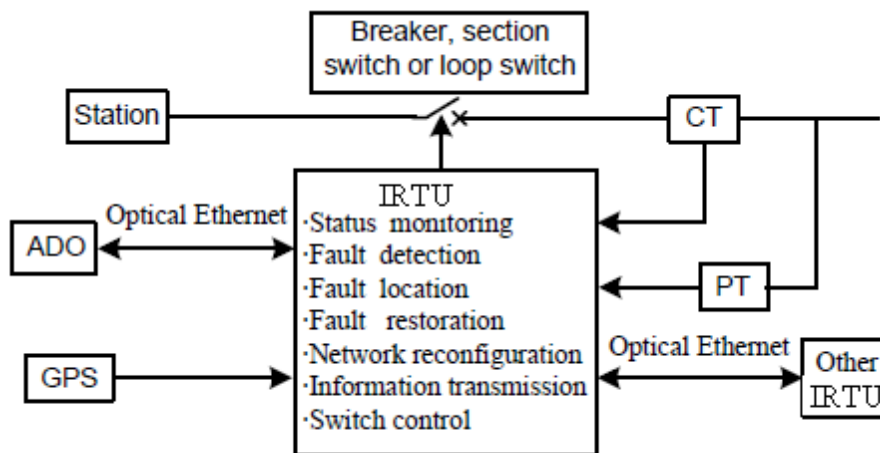 Breaker, section
switch or loop switch
Station
CT
IRTU
Optical Ethernet
·Status monitoring
ADO
·Fault detection
·Fault location
PT
·Fault restoration
·Network reconfiguration
Optical Ethernet
GPS
·Information transmission
Other
IRTU
·Switch control